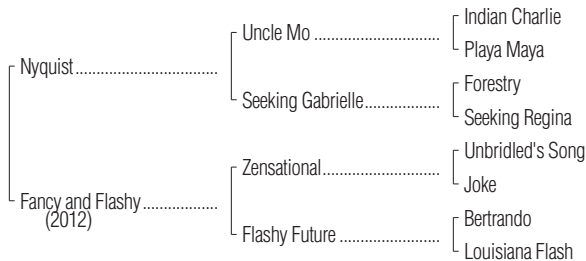 Indian Charlie
Uncle Mo
Playa Maya
Nyquist
Forestry
Seeking Gabrielle
Seeking Regina
Unbridled's Song
Zensational
Joke
Fancy and Flashy
(2012)
Bertrando
Flashy Future
Louisiana Flash